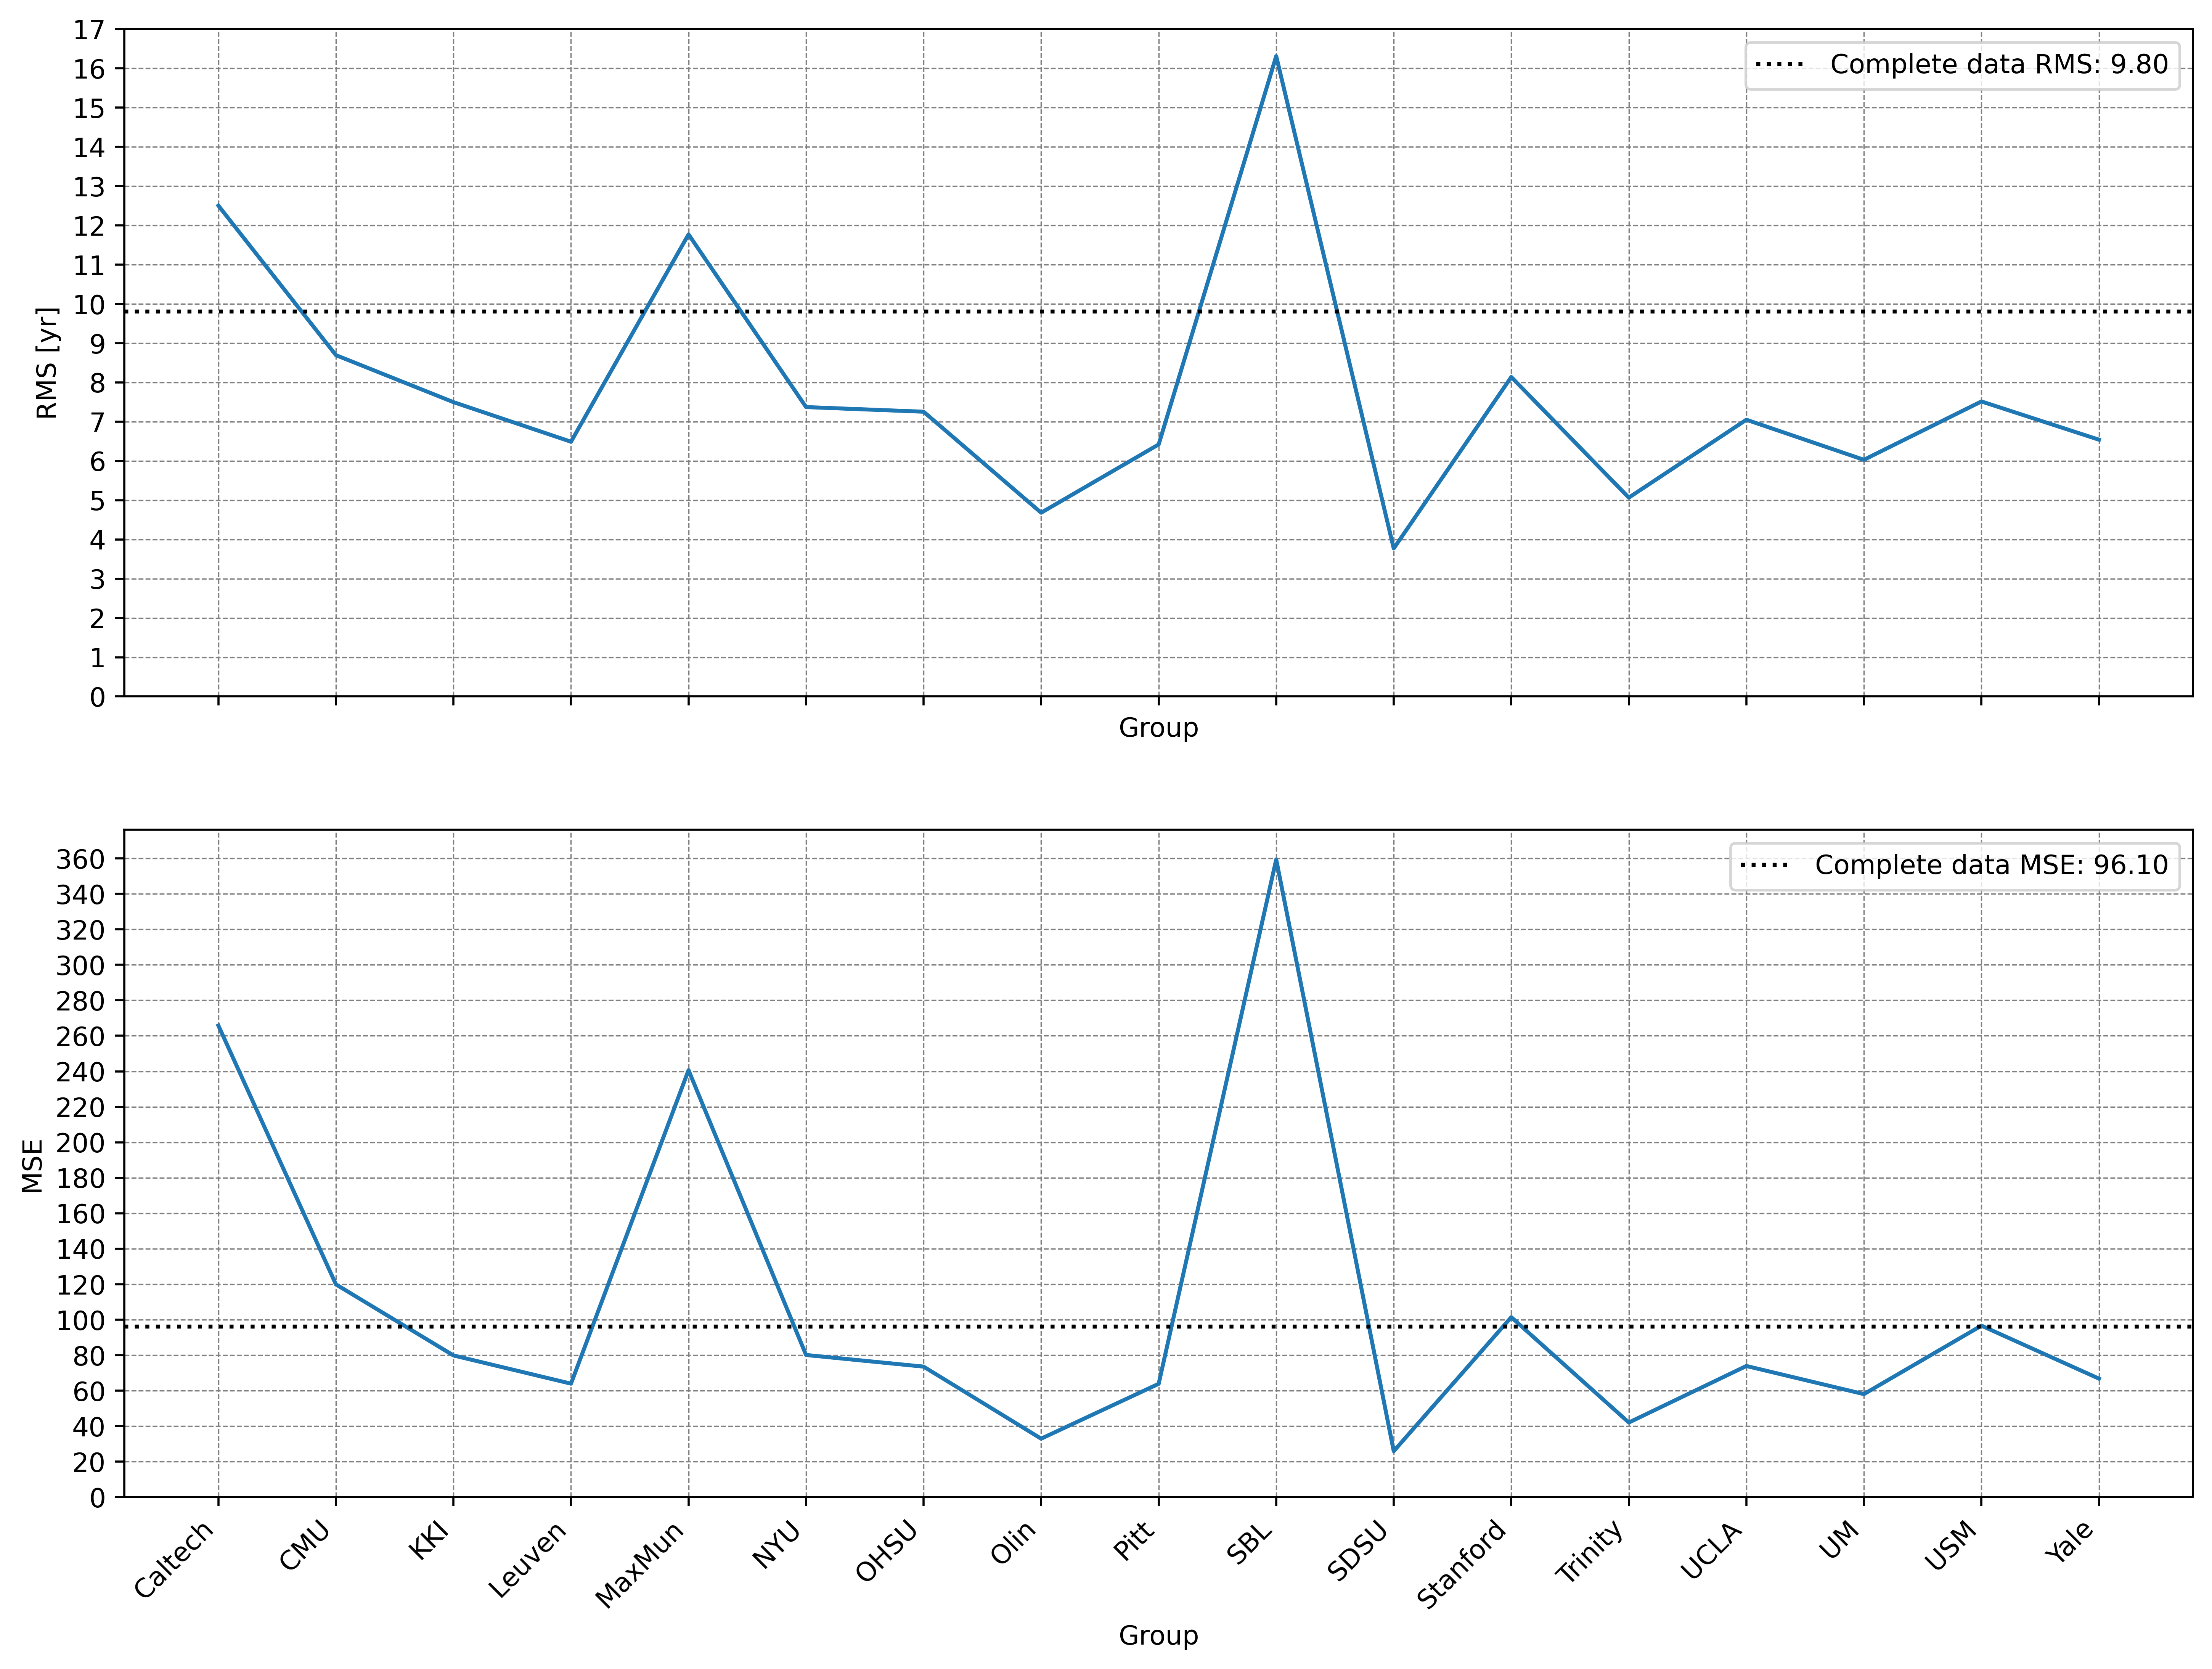 17
16
15
14
13
12
11
10
9
8
7
6
5
4
3
2
1
0
RMS [yr]
Complete data RMS: 9.80
Group
360
340
320
300
280
260
240
220
200
180
160
140
120
100
80
60
40
20
0
MSE
Complete data MSE: 96.10
Caltech
CMU
KKI
Leuven
MaxMun
NYU
OHSU
Olin
Pitt
SBL
SDSU
Stanford
Trinity
UCLA
UM
USM
Yale
Group